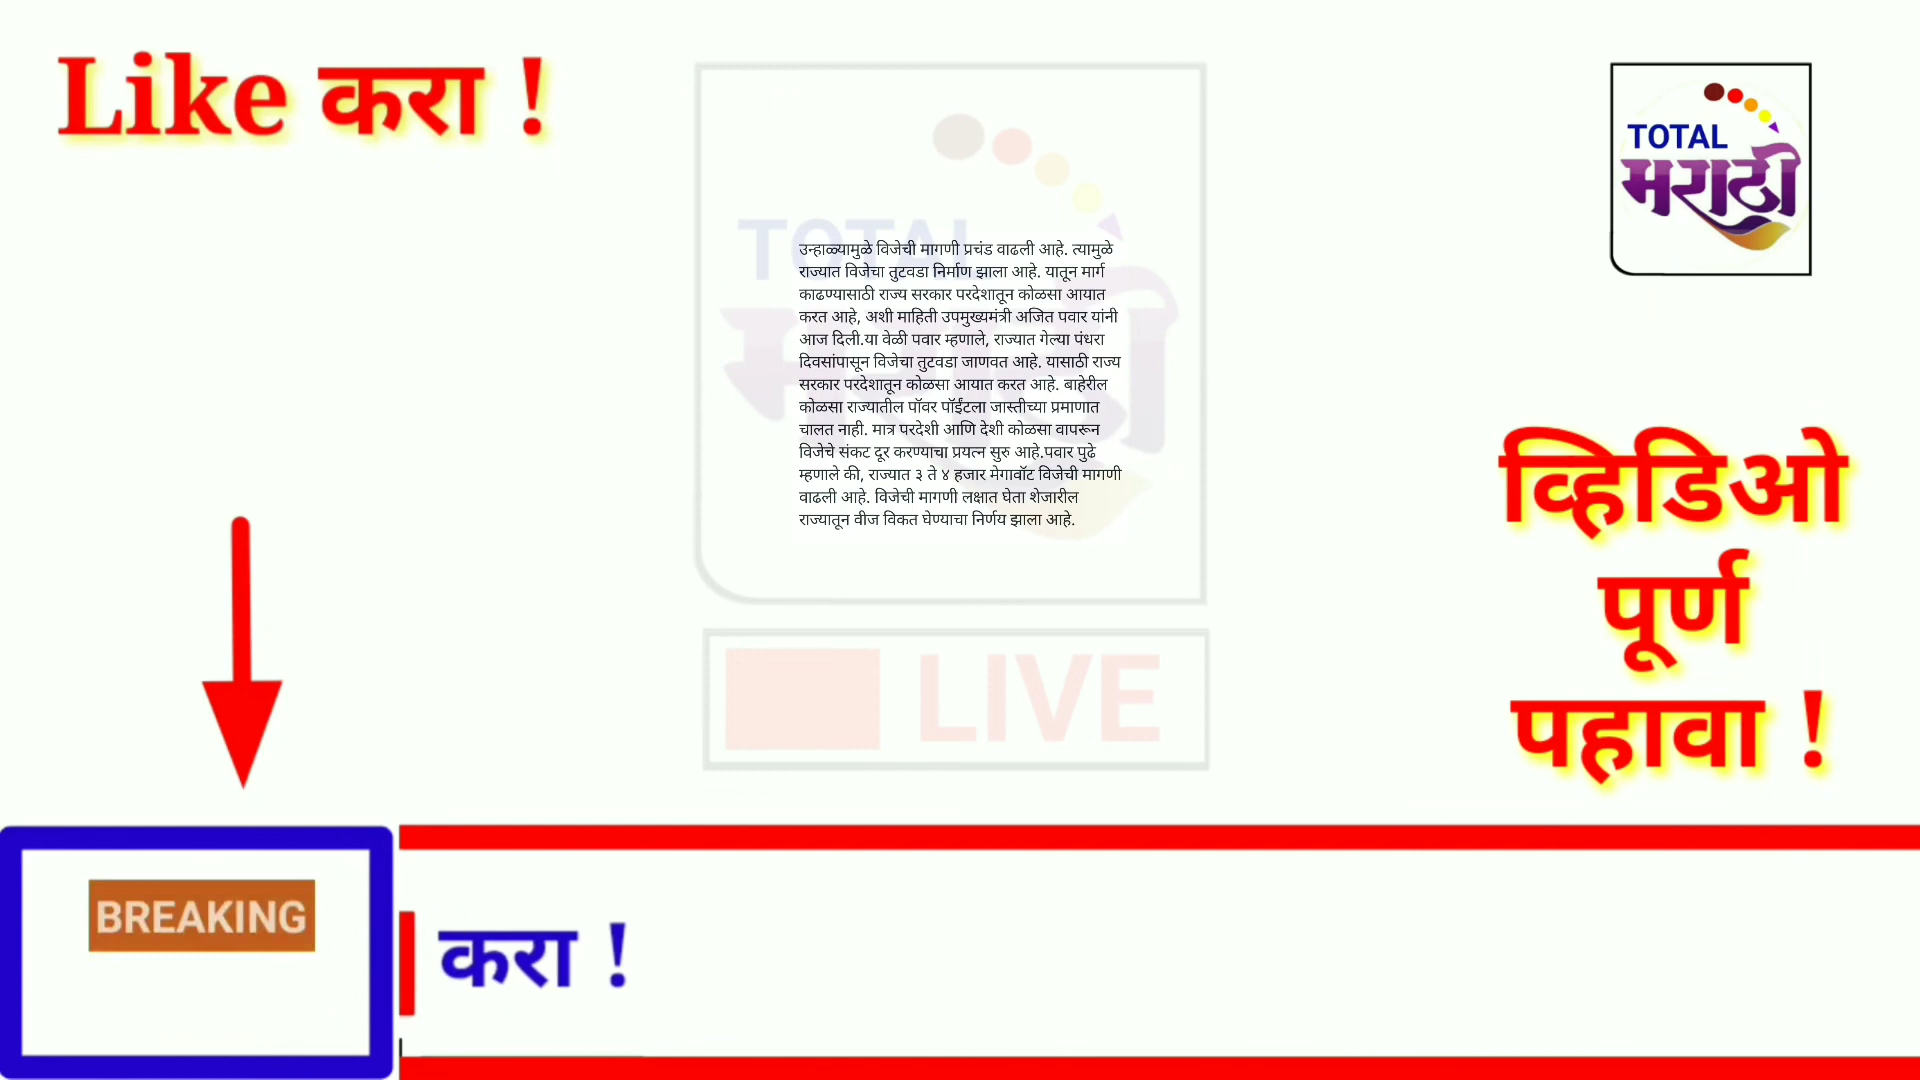 Like करा !
TOTAL
मराठी
TOTAL
मराठी
उन्हाळ्यामुळे विजेची मागणी प्रचंड वाढली आहे. त्यामुळे
राज्यात विजेचा तुटवडा निर्माण झाला आहे. यातून मार्ग
काढण्यासाठी राज्य सरकार परदेशातून कोळसा आयात
करत आहे, अशी माहिती उपमुख्यमंत्री अजित पवार यांनी
आज दिली.या वेळी पवार म्हणाले, राज्यात गेल्या पंधरा
दिवसांपासून विजेचा तुटवडा जाणवत आहे. यासाठी राज्य
सरकार परदेशातून कोळसा आयात करत आहे. बाहेरील
कोळसा राज्यातील पॉवर पॉईंटला जास्तीच्या प्रमाणात
चालत नाही. मात्र परदेशी आणि देशी कोळसा वापरून
विजेचे संकट दूर करण्याचा प्रयत्न सुरु आहे.पवार पुढे
म्हणाले की, राज्यात ३ ते ४ हजार मेगावॉट विजेची मागणी
वाढली आहे. विजेची मागणी लक्षात घेता शेजारील
राज्यातून वीज विकत घेण्याचा निर्णय झाला आहे.
व्हिडिओ
पूर्ण
पहावा !
LIVE
BREAKING
करा !